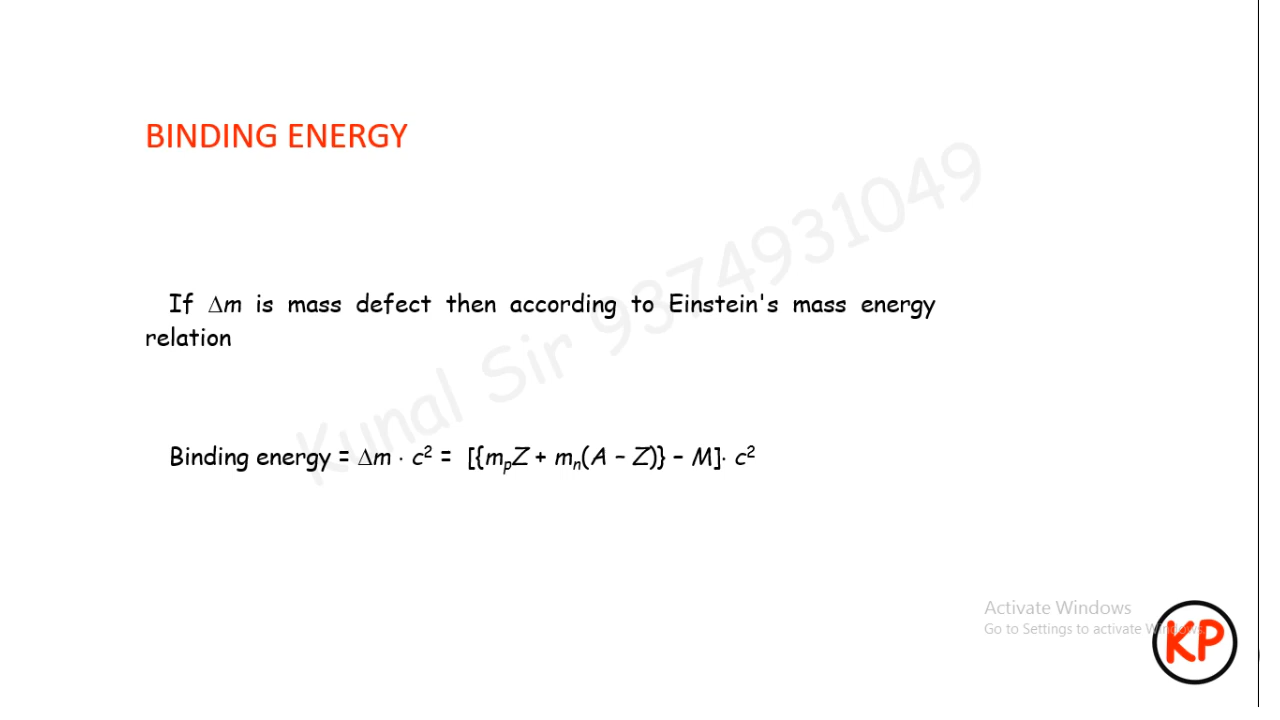 BINDING ENERGY
Kunal Sir 9374931049
If Δm is mass defect then according to Einstein's mass energy
relation
Binding energy = Δm · c² = [{mₚZ + mₙ(A – Z)} – M]· c²
Activate Windows
Go to Settings to activate Windows.
KP